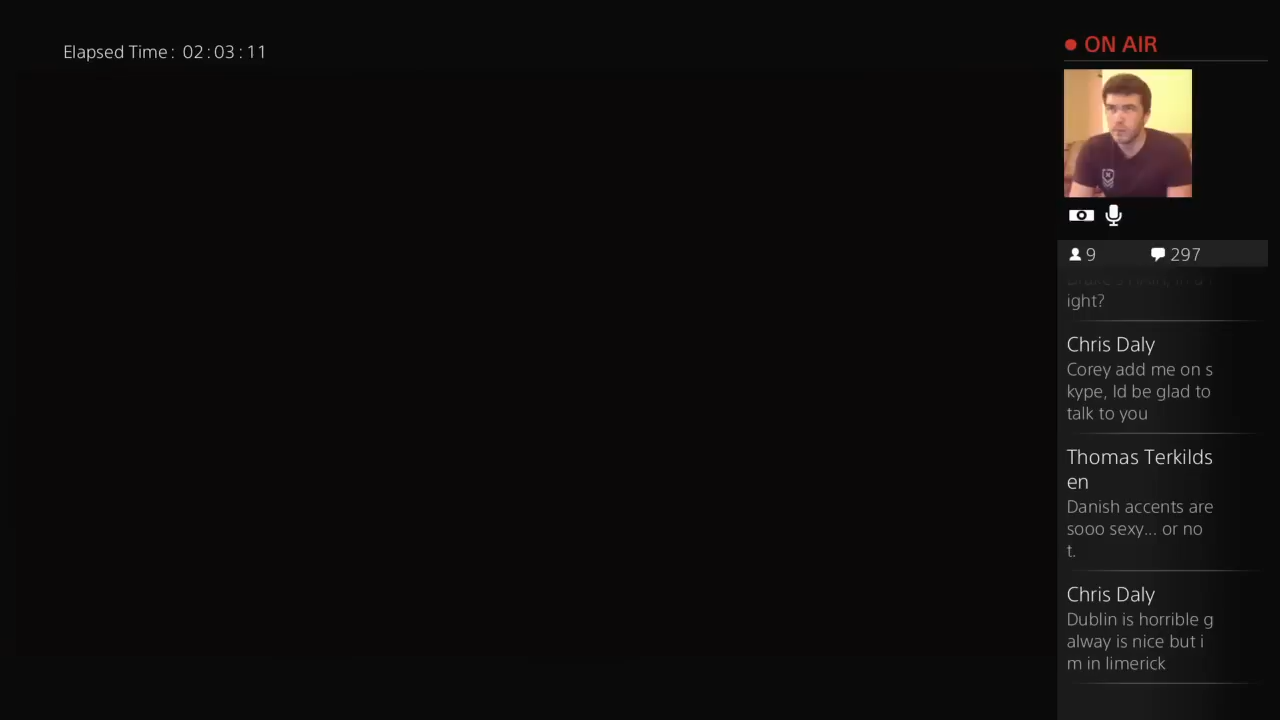 Elapsed Time: 02:03:11
ON AIR
9 297
ight?
Chris Daly
Corey add me on s
kype, Id be glad to
talk to you
Thomas Terkilds
en
Danish accents are
sooo sexy... or no
t.
Chris Daly
Dublin is horrible g
alway is nice but i
m in limerick